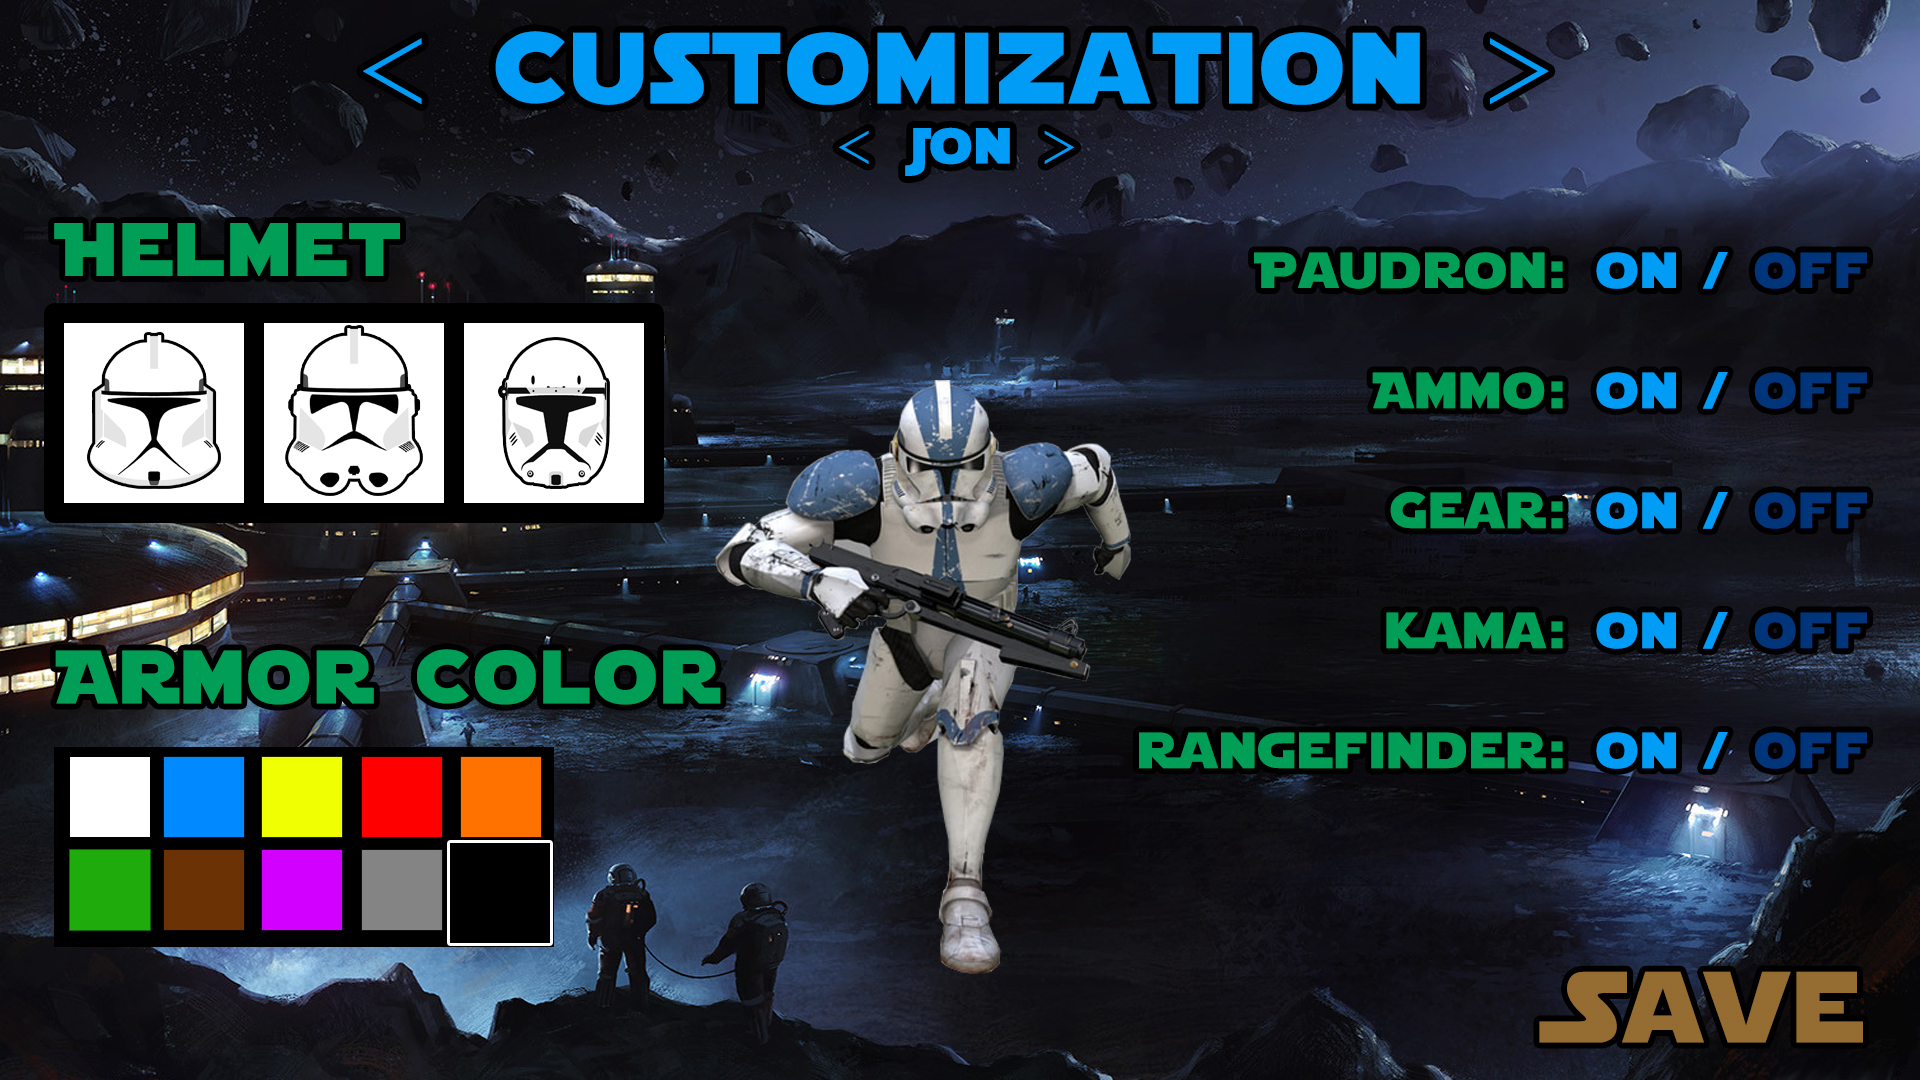 < CUSTOMIZATION >
< JON >
HELMET
PAUDRON: ON / OFF
AMMO: ON / OFF
GEAR: ON / OFF
KAMA: ON / OFF
ARMOR COLOR
RANGEFINDER: ON / OFF
SAVE